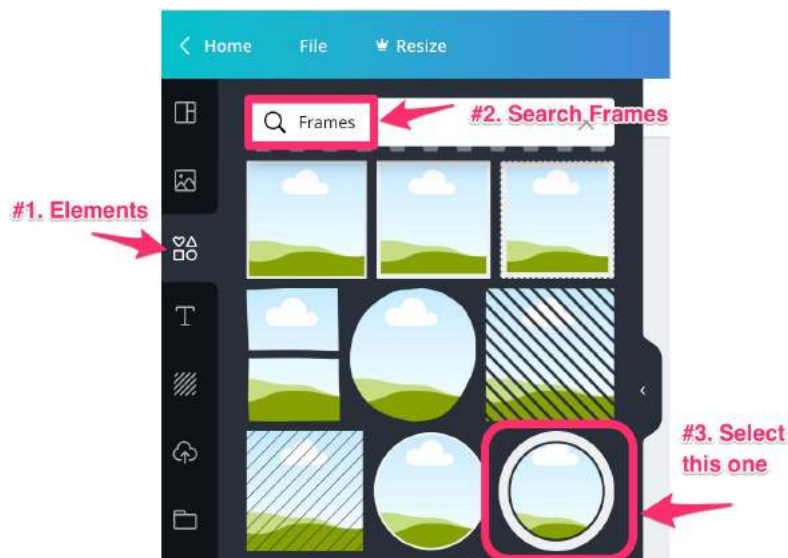 Home File Resize
Frames
#2. Search Frames
#1. Elements
T
#3. Select
this one